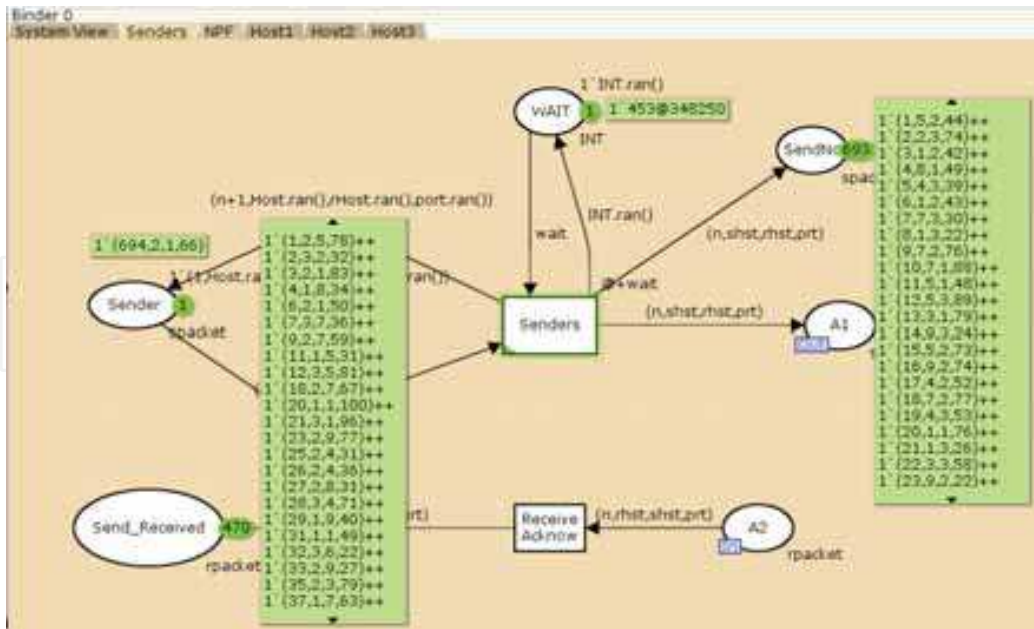 Binder 0
System View Senders NPF Host1 Host2 Host3
1`INT.ran()
WAIT
1
1`453@348250
INT
SendNo
693
(n+1,Host.ran(),Host.ran(),port.ran())
INT.ran()
wait
(n,shst,rhst,prt)
@+wait
1`(694,2,1,66)
1`(1,Host.ra
ran())
Sender
1
spacket
Senders
(n,shst,rhst,prt)
A1
1`(1,2,5,78)++
1`(2,3,2,32)++
1`(3,2,1,83)++
1`(4,1,8,34)++
1`(6,2,1,50)++
1`(7,3,7,36)++
1`(9,2,7,59)++
1`(11,1,5,31)++
1`(12,3,5,81)++
1`(18,2,7,67)++
1`(20,1,1,100)++
1`(21,3,1,96)++
1`(23,2,9,77)++
1`(25,2,4,31)++
1`(26,2,4,36)++
1`(27,2,8,31)++
1`(28,3,4,71)++
1`(29,1,9,40)++
1`(31,1,1,49)++
1`(32,3,6,22)++
1`(33,2,9,27)++
1`(35,2,3,79)++
1`(37,1,7,63)++
1`(1,5,2,44)++
1`(2,2,3,74)++
1`(3,1,2,42)++
1`(4,8,1,49)++
1`(5,4,3,39)++
1`(6,1,2,43)++
1`(7,7,3,30)++
1`(8,1,3,22)++
1`(9,7,2,76)++
1`(10,7,1,88)++
1`(11,5,1,48)++
1`(12,5,3,89)++
1`(13,3,1,79)++
1`(14,9,3,24)++
1`(15,5,2,73)++
1`(16,9,2,74)++
1`(17,4,2,52)++
1`(18,7,2,77)++
1`(19,4,3,53)++
1`(20,1,1,76)++
1`(21,1,3,26)++
1`(22,3,3,58)++
1`(23,9,2,22)++
Send_Received
470
rpacket
rt)
Receive
Acknow
(n,rhst,shst,prt)
A2
rpacket